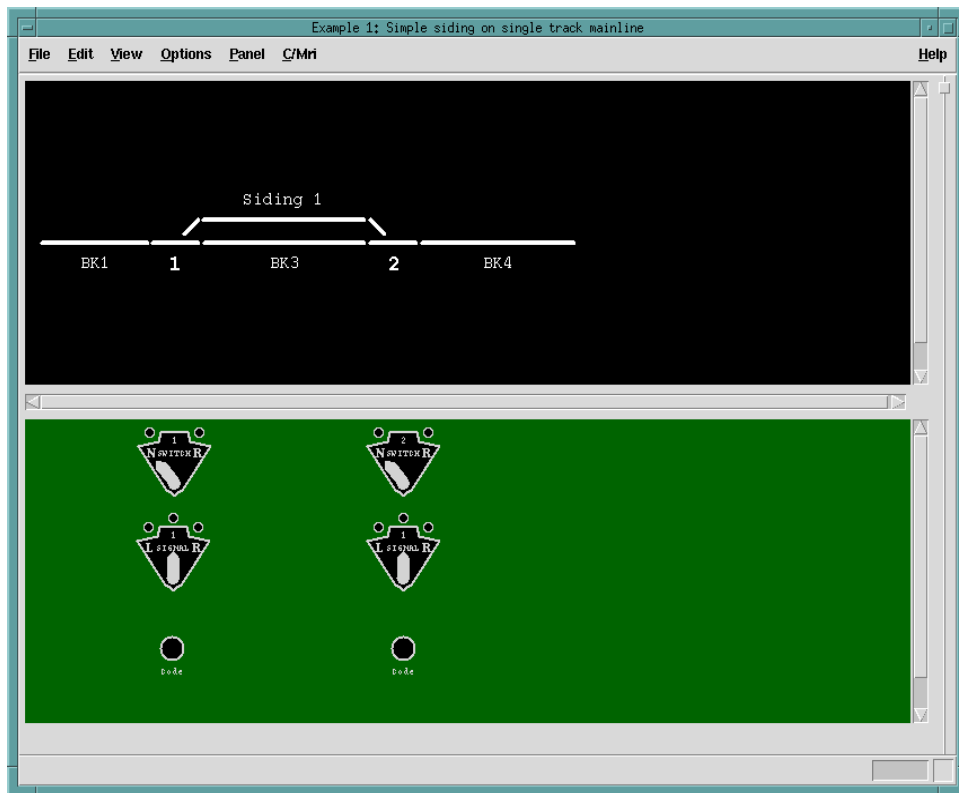 Example 1: Simple siding on single track mainline
File Edit View Options Panel C/Mri Help
Siding 1
BK1 1 BK3 2 BK4
1 2
N SWITCH R N SWITCH R
1 1
L SIGNAL R L SIGNAL R
Code Code